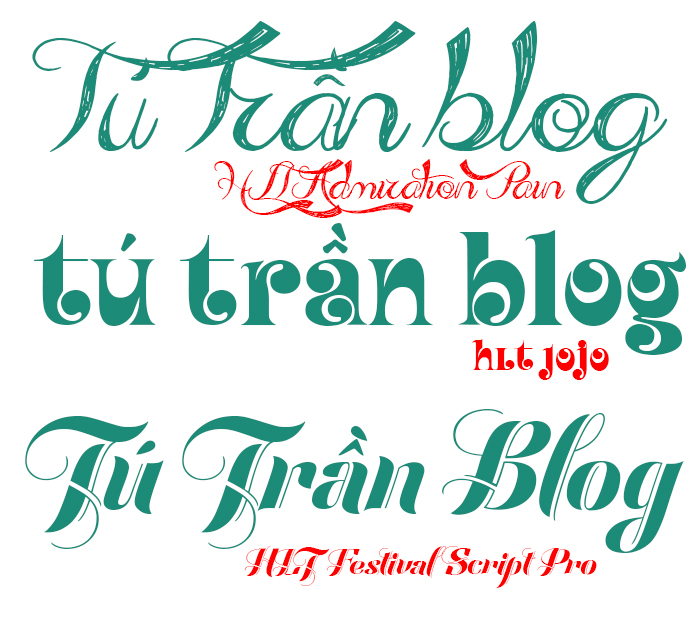 Tú Trần blog
HLT Admiration Pain
tú trần blog
hlt jojo
Tú Trần Blog
HLT Festival Script Pro